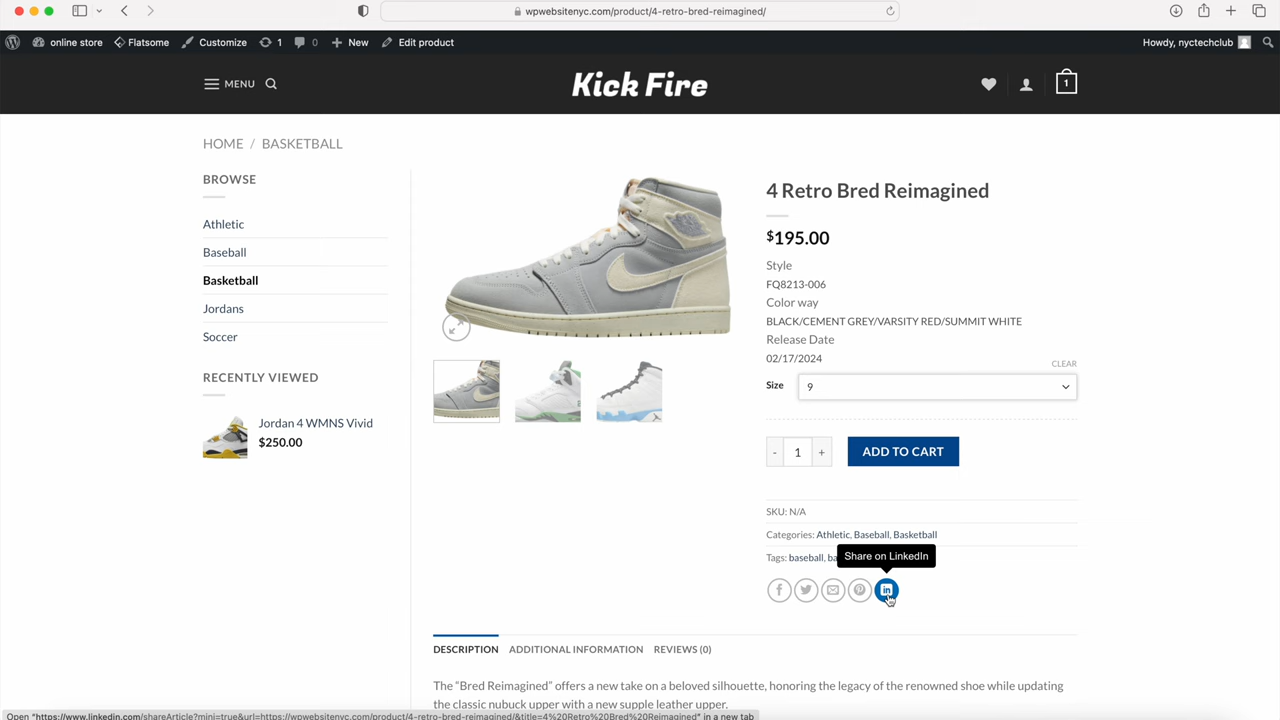 wpwebsitenyc.com/product/4-retro-bred-reimagined/
online store Flatsome Customize 1 0 New Edit product Howdy, nyctechclub
MENU Kick Fire 1
HOME / BASKETBALL
BROWSE
Athletic
Baseball
Basketball
Jordans
Soccer
RECENTLY VIEWED
Jordan 4 WMNS Vivid
$250.00
4 Retro Bred Reimagined
$195.00
Style
FQ8213-006
Color way
BLACK/CEMENT GREY/VARSITY RED/SUMMIT WHITE
Release Date
02/17/2024
CLEAR
Size 9
- 1 + ADD TO CART
SKU: N/A
Categories: Athletic, Baseball, Basketball
Tags: baseball, ba
Share on LinkedIn
DESCRIPTION ADDITIONAL INFORMATION REVIEWS (0)
The “Bred Reimagined” offers a new take on a beloved silhouette, honoring the legacy of the renowned shoe while updating
the classic nubuck upper with a new supple leather upper.
Open "https://www.linkedin.com/shareArticle?mini=true&url=https://wpwebsitenyc.com/product/4-retro-bred-reimagined/&title=4%20Retro%20Bred%20Reimagined" in a new tab